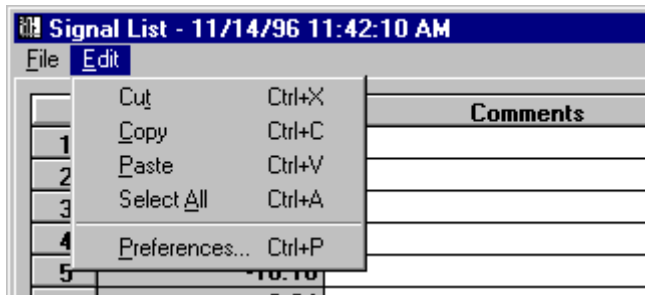 Signal List - 11/14/96 11:42:10 AM
File Edit
Cut Ctrl+X
Copy Ctrl+C
Paste Ctrl+V
Select All Ctrl+A
Preferences... Ctrl+P
Comments
1
2
3
4
5